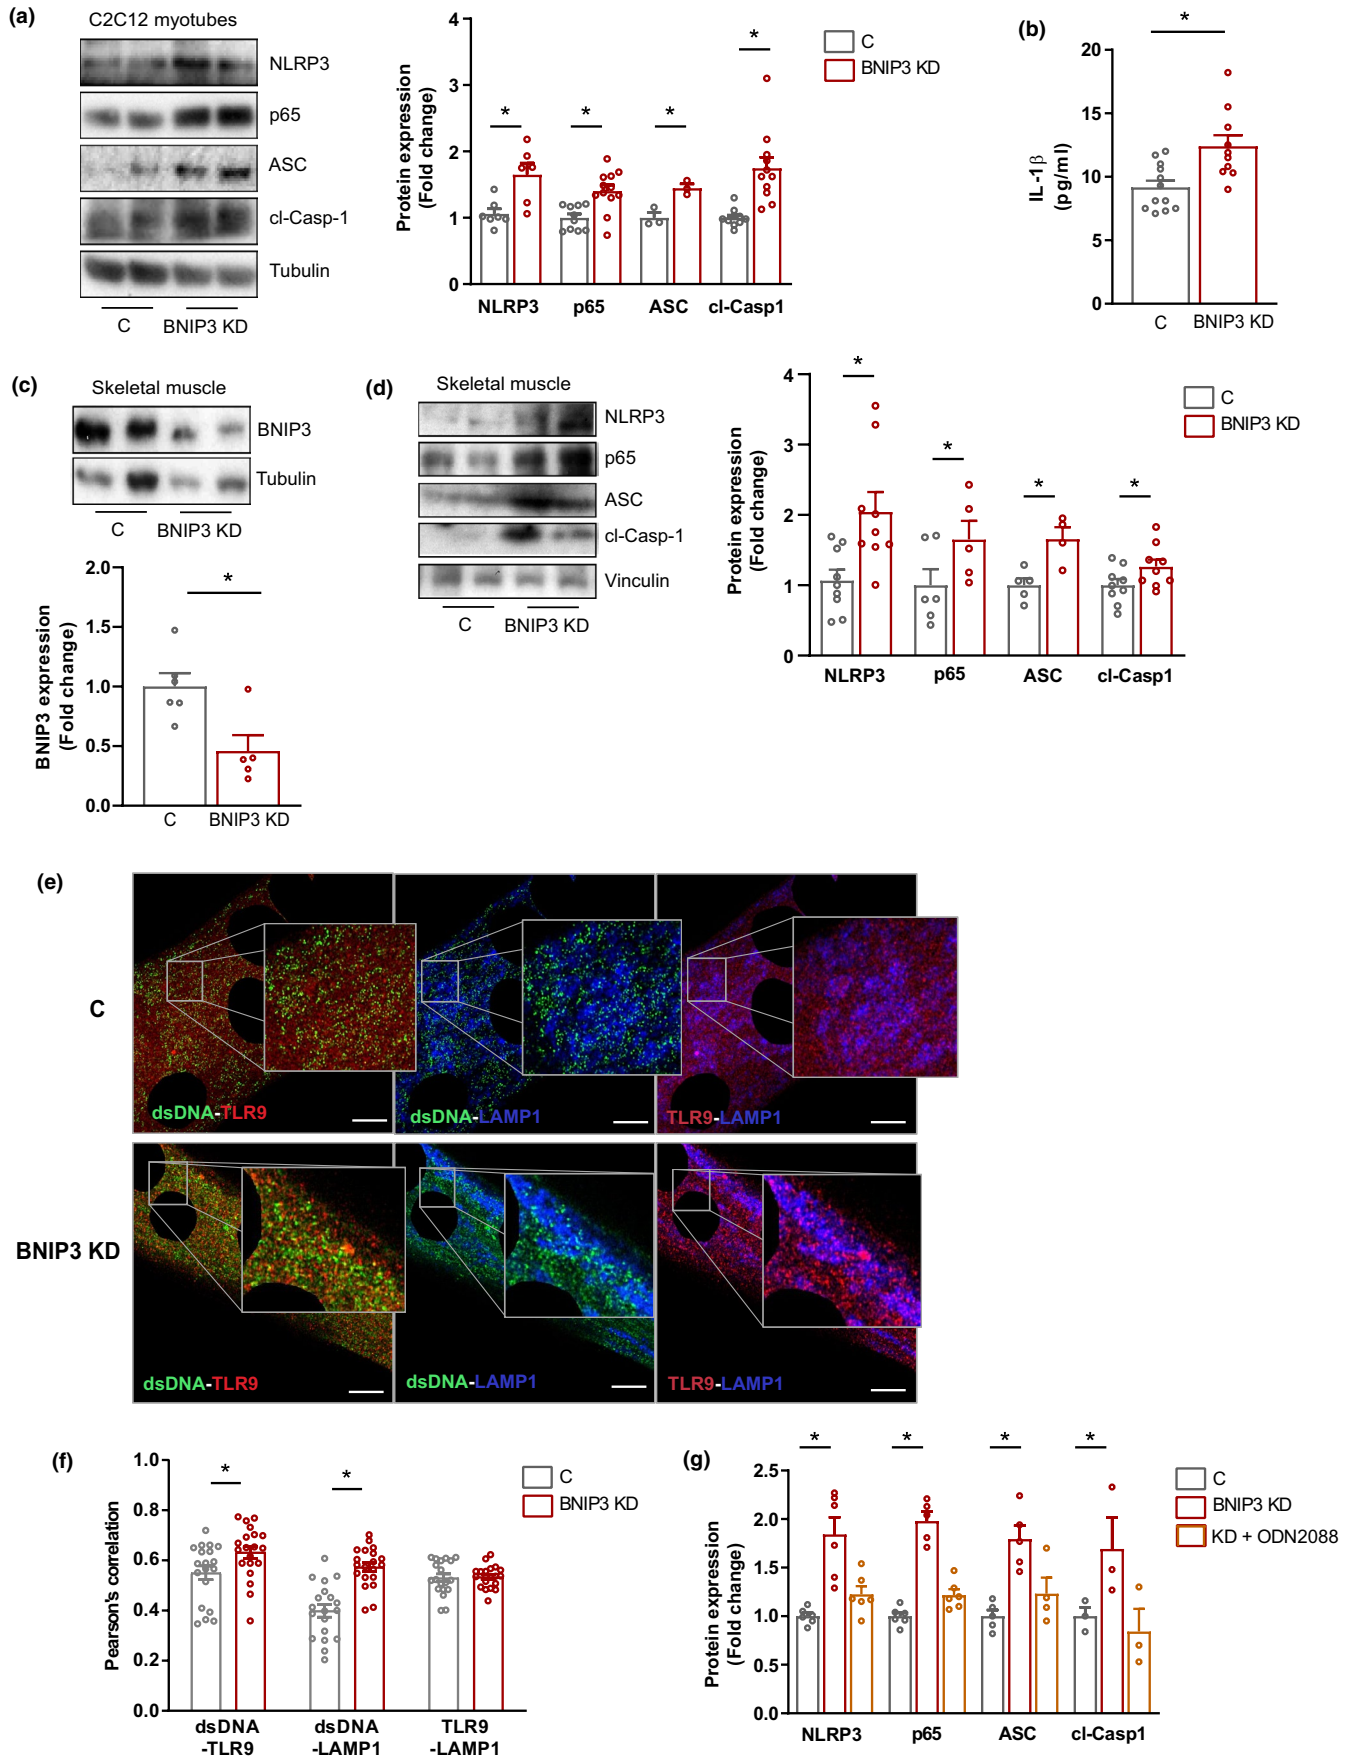 (a)
C2C12 myotubes
NLRP3
p65
ASC
cl-Casp-1
Tubulin
C
BNIP3 KD
Protein expression
(Fold change)
4
3
2
1
0
*
*
*
*
NLRP3
p65
ASC
cl-Casp1
C
BNIP3 KD
(b)
IL-1β
(pg/ml)
20
15
10
5
0
*
C
BNIP3 KD
(c)
Skeletal muscle
BNIP3
Tubulin
C
BNIP3 KD
BNIP3 expression
(Fold change)
2.0
1.5
1.0
0.5
0.0
*
C
BNIP3 KD
(d)
Skeletal muscle
NLRP3
p65
ASC
cl-Casp-1
Vinculin
C
BNIP3 KD
Protein expression
(Fold change)
4
3
2
1
0
*
*
*
*
NLRP3
p65
ASC
cl-Casp1
C
BNIP3 KD
(e)
C
dsDNA-TLR9
dsDNA-LAMP1
TLR9-LAMP1
BNIP3 KD
dsDNA-TLR9
dsDNA-LAMP1
TLR9-LAMP1
(f)
Pearson's correlation
1.0
0.8
0.6
0.4
0.2
0.0
*
*
dsDNA
-TLR9
dsDNA
-LAMP1
TLR9
-LAMP1
C
BNIP3 KD
(g)
Protein expression
(Fold change)
2.5
2.0
1.5
1.0
0.5
0.0
*
*
*
*
NLRP3
p65
ASC
cl-Casp1
C
BNIP3 KD
KD + ODN2088